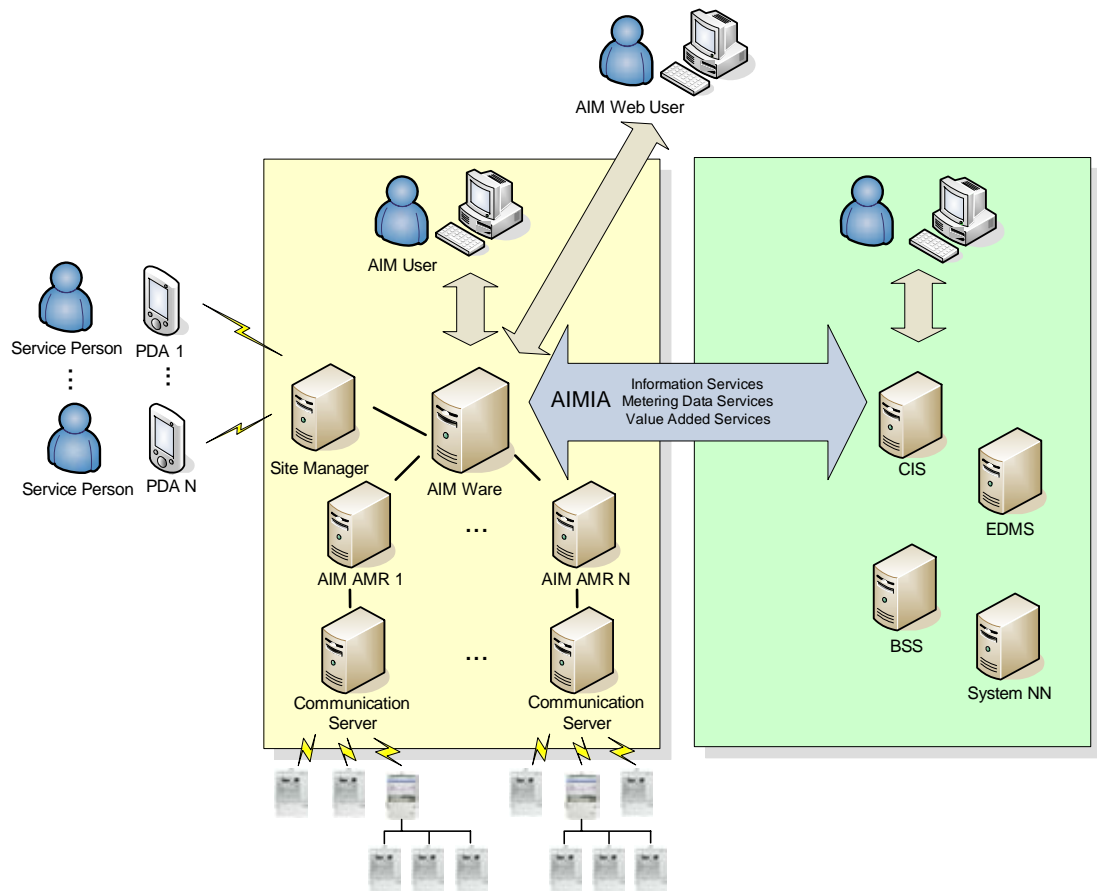 AIM Web User
AIM User
Service Person
PDA 1
⋮
⋮
Service Person
PDA N
AIMIA
Information Services
Metering Data Services
Value Added Services
Site Manager
AIM Ware
CIS
EDMS
...
AIM AMR 1
AIM AMR N
BSS
System NN
...
Communication
Server
Communication
Server